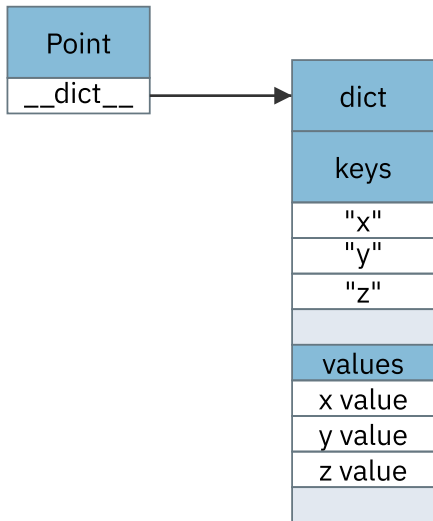 Point
__dict__
dict
keys
"x"
"y"
"z"
values
x value
y value
z value